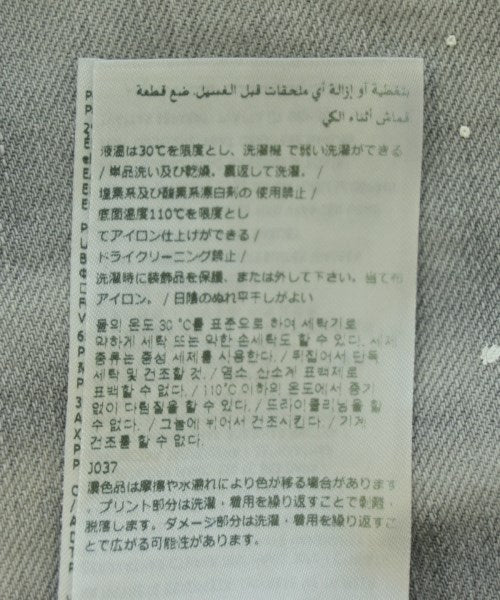 بتغطية أو إزالة أي ملحقات قبل الغسيل. ضع قطعة
قماش أثناء الكي
液温は30℃を限度とし、洗濯機 で弱い洗濯ができる
/ 単品洗い及び乾燥。裏返して洗濯。 /
塩素系及び酸素系漂白剤の 使用禁止 /
底面温度110℃を限度とし
てアイロン仕上げができる /
ドライクリーニング禁止 /
洗濯時に装飾品を保護、または外して下さい。当て布
アイロン。 / 日陰のぬれ平干しがよい
물의 온도 30 ℃를 표준으로 하여 세탁기로
약하게 세탁 또는 약한 손세탁도 할 수 있다. 세제
종류는 중성 세제를 사용한다. / 뒤집어서 단독
세탁 및 건조할 것. / 염소, 산소계 표백제로
표백할 수 없다. / 110℃ 이하의 온도에서 증기
없이 다림질을 할 수 있다. / 드라이클리닝을 할
수 없다. / 그늘에 뉘어서 건조시킨다. / 기계
건조를 할 수 없다.
J037
濃色品は摩擦や水濡れにより色が移る場合があります
。プリント部分は洗濯・着用を繰り返すことで剥離・
脱落します。ダメージ部分は洗濯・着用を繰り返すこ
とで広がる可能性があります。